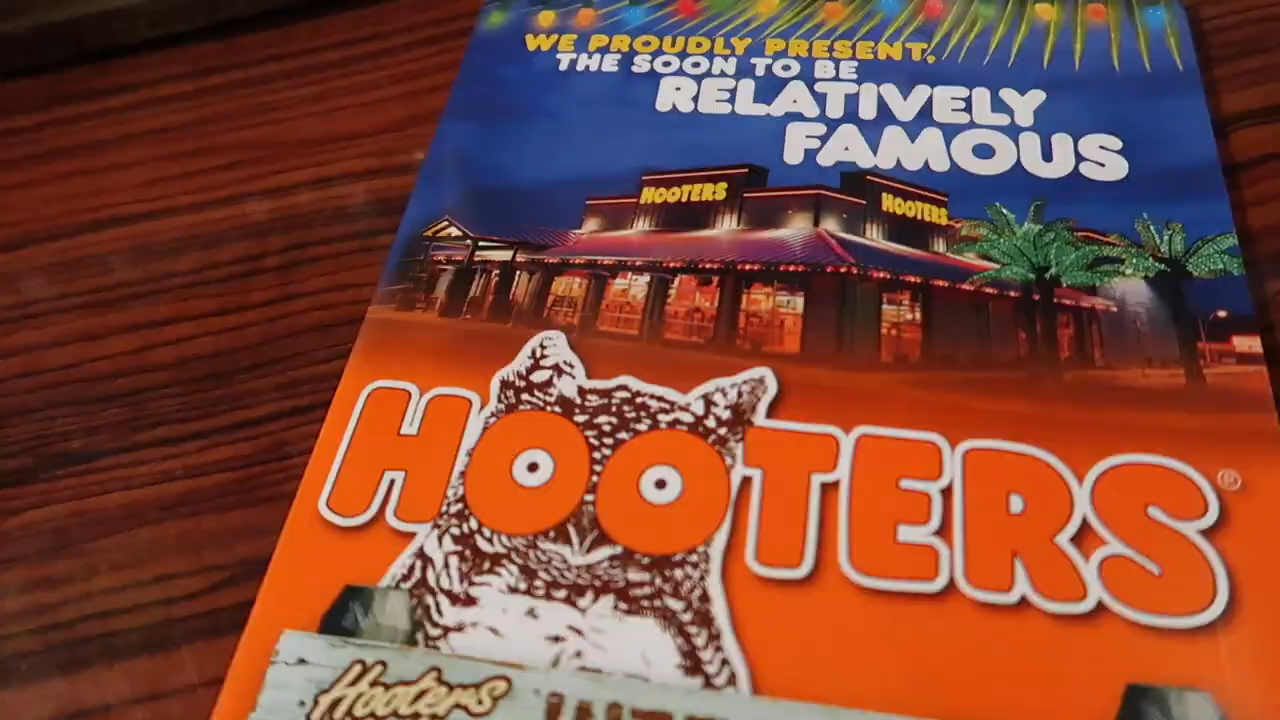 WE PROUDLY PRESENT,
THE SOON TO BE
RELATIVELY
FAMOUS
HOOTERS
HOOTERS
HOOTERS®
Hooters